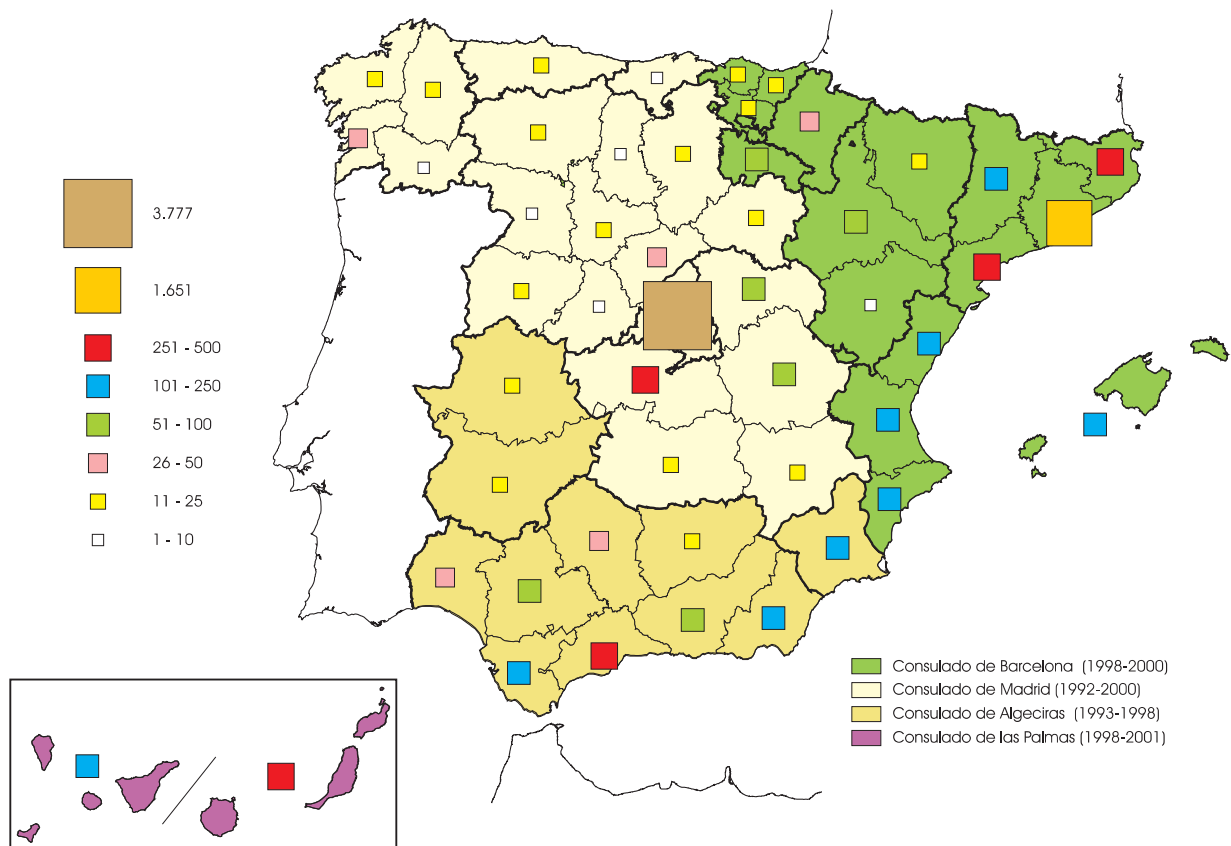 3.777
1.651
251 - 500
101 - 250
51 - 100
26 - 50
11 - 25
1 - 10
Consulado de Barcelona (1998-2000)
Consulado de Madrid (1992-2000)
Consulado de Algeciras (1993-1998)
Consulado de las Palmas (1998-2001)